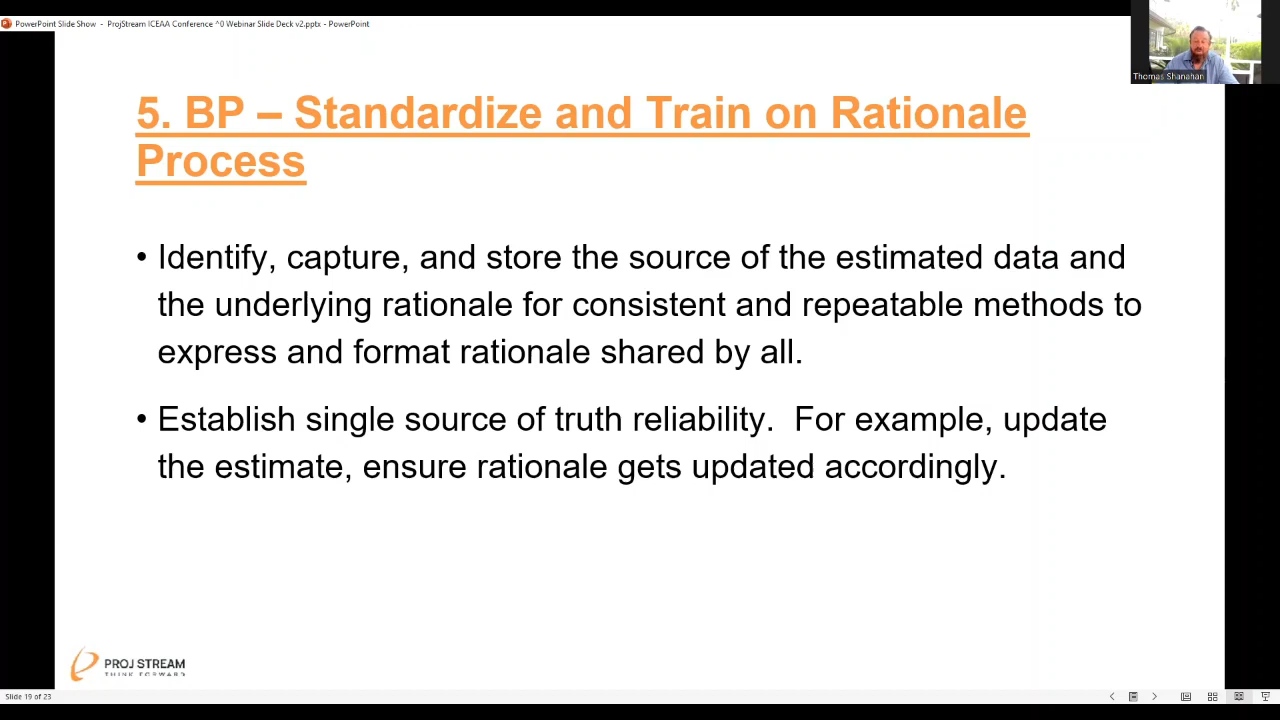 PowerPoint Slide Show - ProjStream ICEAA Conference ^0 Webinar Slide Deck v2.pptx - PowerPoint
Thomas Shanahan
5. BP – Standardize and Train on Rationale
Process
• Identify, capture, and store the source of the estimated data and
the underlying rationale for consistent and repeatable methods to
express and format rationale shared by all.
• Establish single source of truth reliability. For example, update
the estimate, ensure rationale gets updated accordingly.
PROJ STREAM
THINK FORWARD
Slide 19 of 23